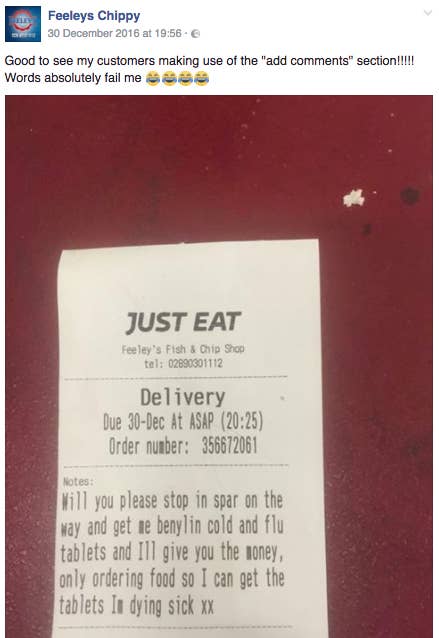 FEELEYS
Feeleys Chippy
30 December 2016 at 19:56 ·
Good to see my customers making use of the "add comments" section!!!!!
Words absolutely fail me 😂😂😂😂
JUST EAT
Feeley's Fish & Chip Shop
tel: 02890301112
Delivery
Due 30-Dec At ASAP (20:25)
Order number: 356672061
Notes:
Will you please stop in spar on the
way and get me benylin cold and flu
tablets and Ill give you the money,
only ordering food so I can get the
tablets Im dying sick xx